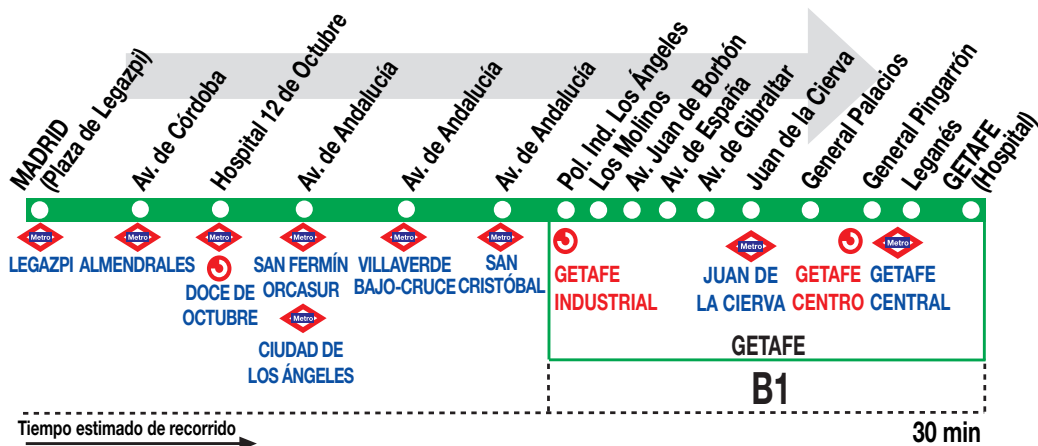 MADRID
(Plaza de Legazpi)
Av. de Córdoba
Hospital 12 de Octubre
Av. de Andalucía
Av. de Andalucía
Av. de Andalucía
Pol. Ind. Los Ángeles
Los Molinos
Av. Juan de Borbón
Av. de España
Av. de Gibraltar
Juan de la Cierva
General Palacios
General Pingarrón
Leganés
GETAFE
(Hospital)
Metro
LEGAZPI
Metro
ALMENDRALES
Metro
DOCE DE
OCTUBRE
Metro
SAN FERMÍN
ORCASUR
Metro
CIUDAD DE
LOS ÁNGELES
Metro
VILLAVERDE
BAJO-CRUCE
Metro
SAN
CRISTÓBAL
GETAFE
INDUSTRIAL
Metro
JUAN DE
LA CIERVA
GETAFE
CENTRO
Metro
GETAFE
CENTRAL
GETAFE
B1
Tiempo estimado de recorrido
30 min